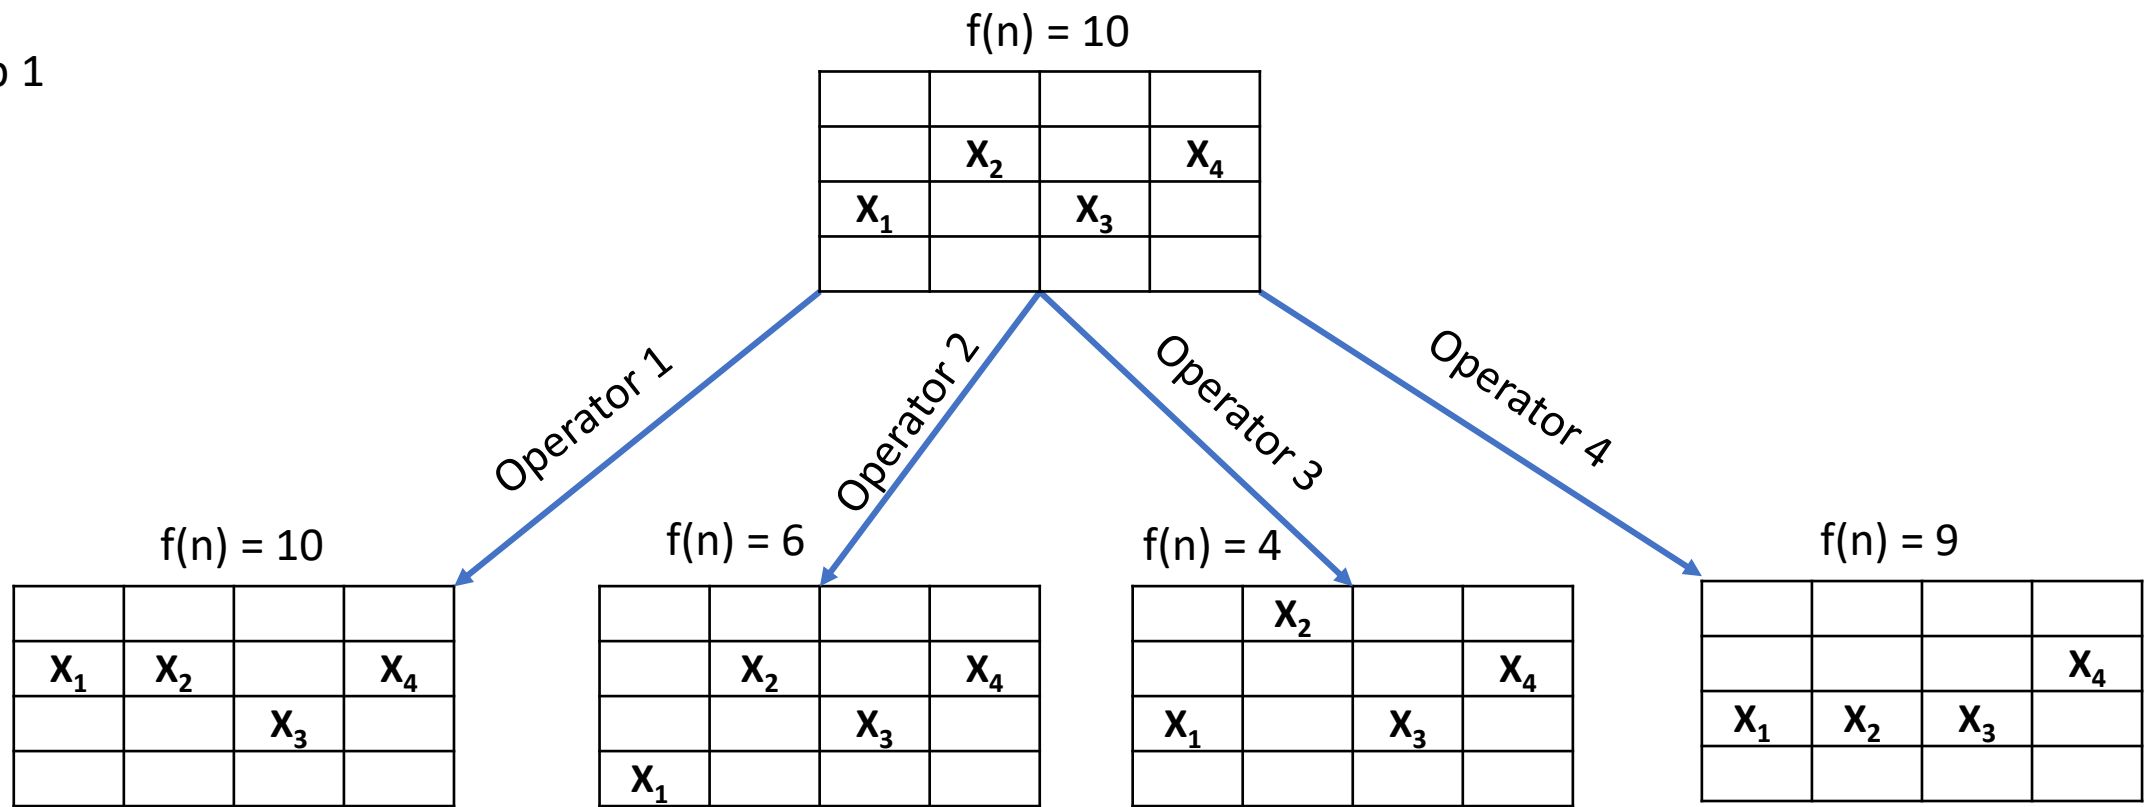 f(n) = 10
1
X₂ X₄
X₁ X₃
Operator 1
Operator 2
Operator 3
Operator 4
f(n) = 10
f(n) = 6
f(n) = 4
f(n) = 9
X₁ X₂ X₄
X₃
X₂ X₄
X₃
X₁
X₂
X₄
X₁ X₃
X₄
X₁ X₂ X₃